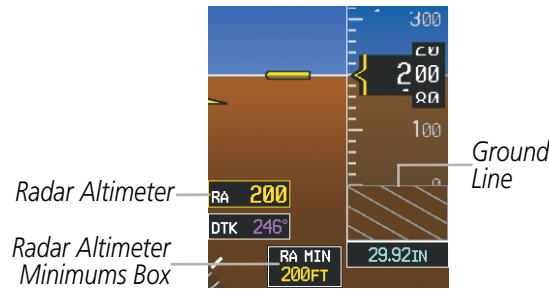 300
200
80
100
0
Ground
Line
Radar Altimeter
RA 200
DTK 246°
Radar Altimeter
Minimums Box
RA MIN
200FT
29.92IN